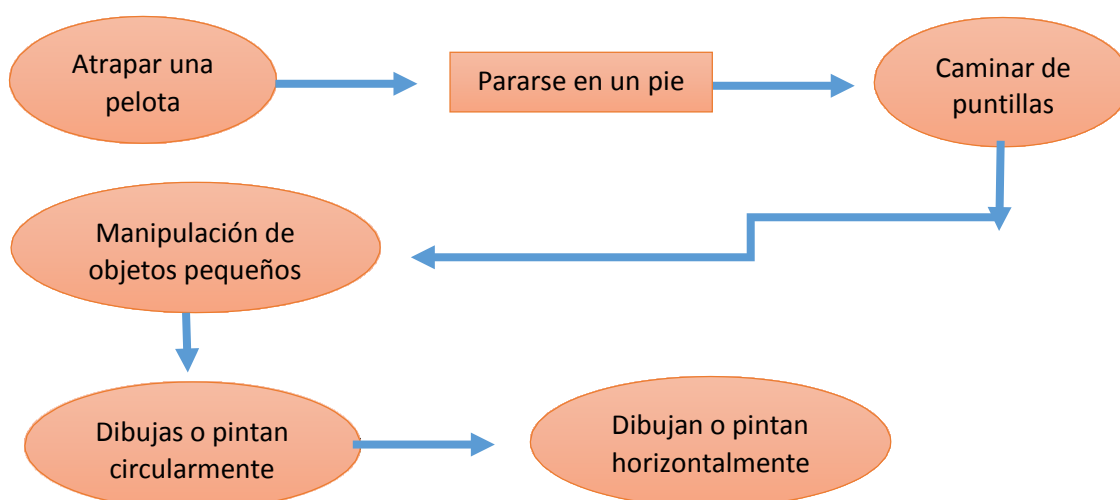 Atrapar una
pelota
Pararse en un pie
Caminar de
puntillas
Manipulación de
objetos pequeños
Dibujas o pintan
circularmente
Dibujan o pintan
horizontalmente